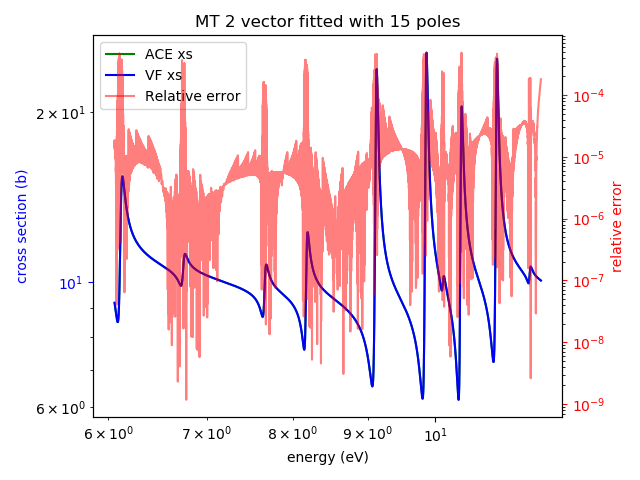 MT 2 vector fitted with 15 poles
ACE xs
VF xs
Relative error
cross section (b)
2 × 10¹
10¹
6 × 10⁰
10⁻⁴
10⁻⁵
10⁻⁶
10⁻⁷
10⁻⁸
10⁻⁹
relative error
6 × 10⁰ 7 × 10⁰ 8 × 10⁰ 9 × 10⁰ 10¹
energy (eV)